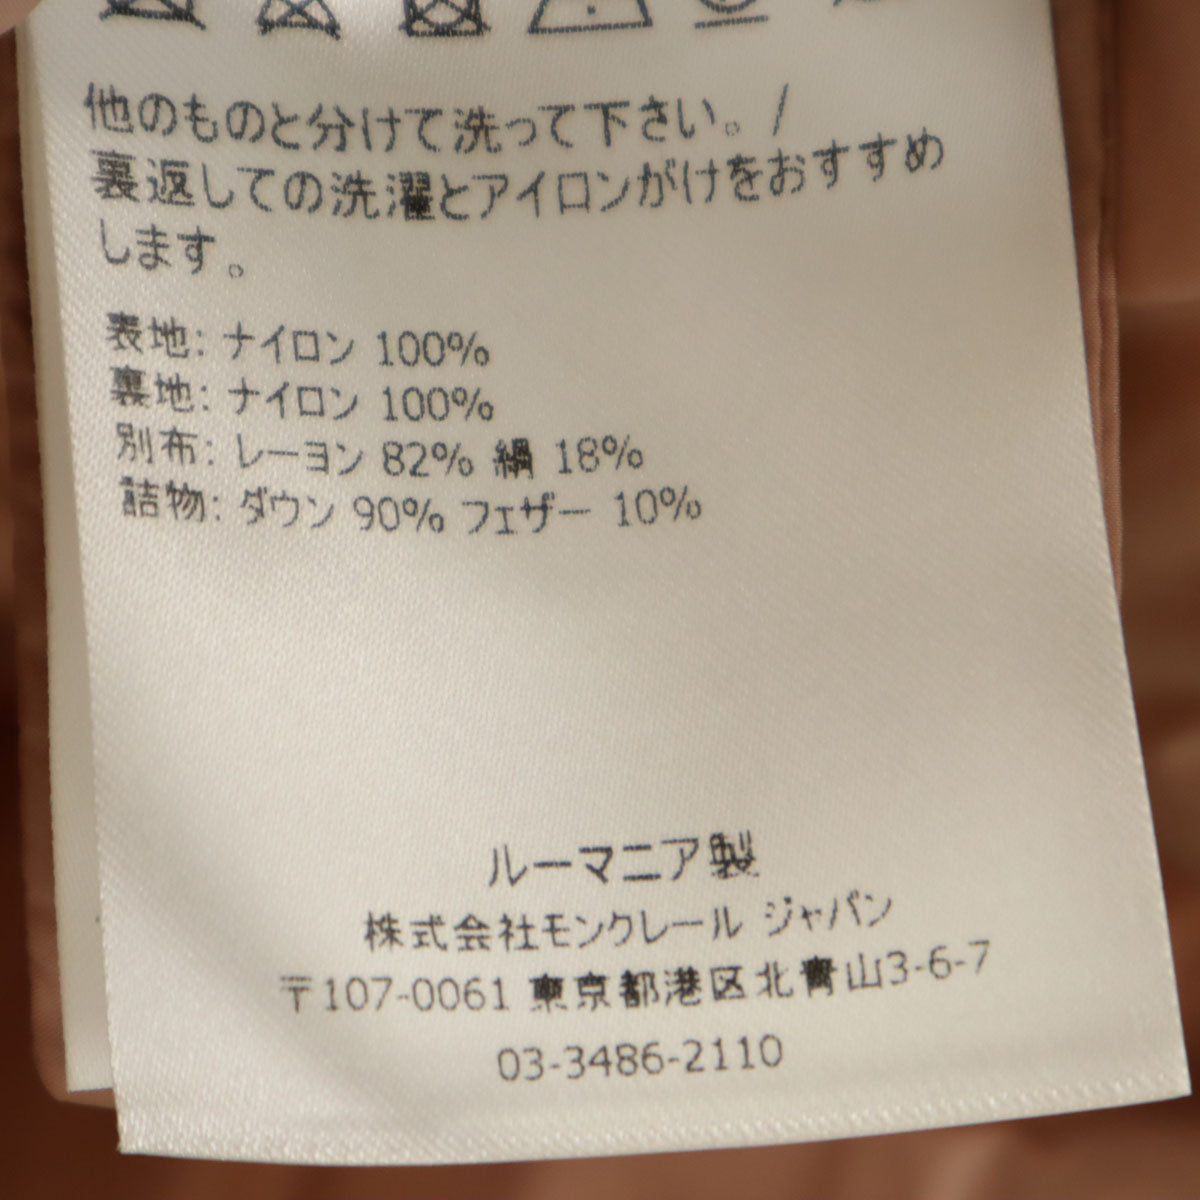 他のものと分けて洗って下さい。/
裏返しての洗濯とアイロンがけをおすすめ
します。
表地: ナイロン 100%
裏地: ナイロン 100%
別布: レーヨン 82% 絹 18%
詰物: ダウン 90% フェザー 10%
ルーマニア製
株式会社モンクレール ジャパン
〒107-0061 東京都港区北青山3-6-7
03-3486-2110